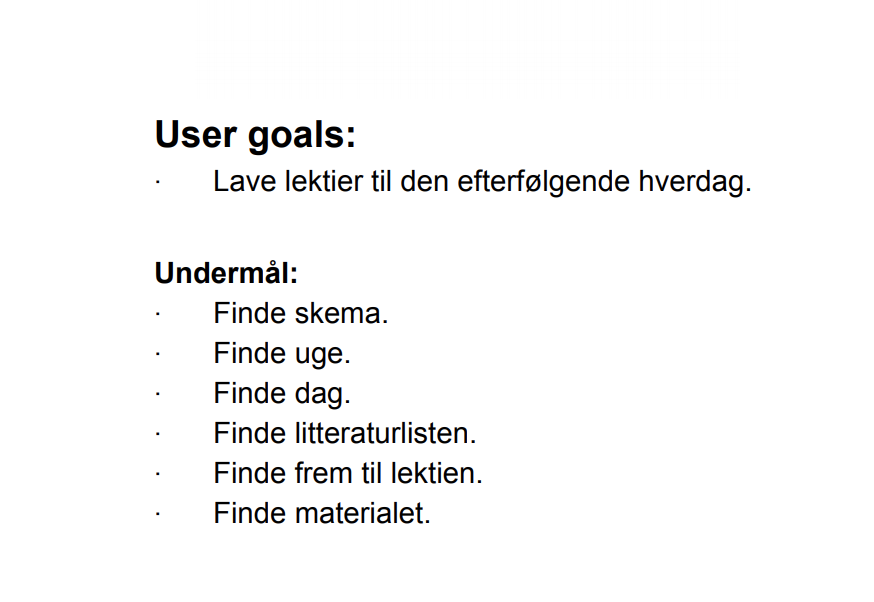 User goals:
· Lave lektier til den efterfølgende hverdag.
Undermål:
· Finde skema.
· Finde uge.
· Finde dag.
· Finde litteraturlisten.
· Finde frem til lektien.
· Finde materialet.